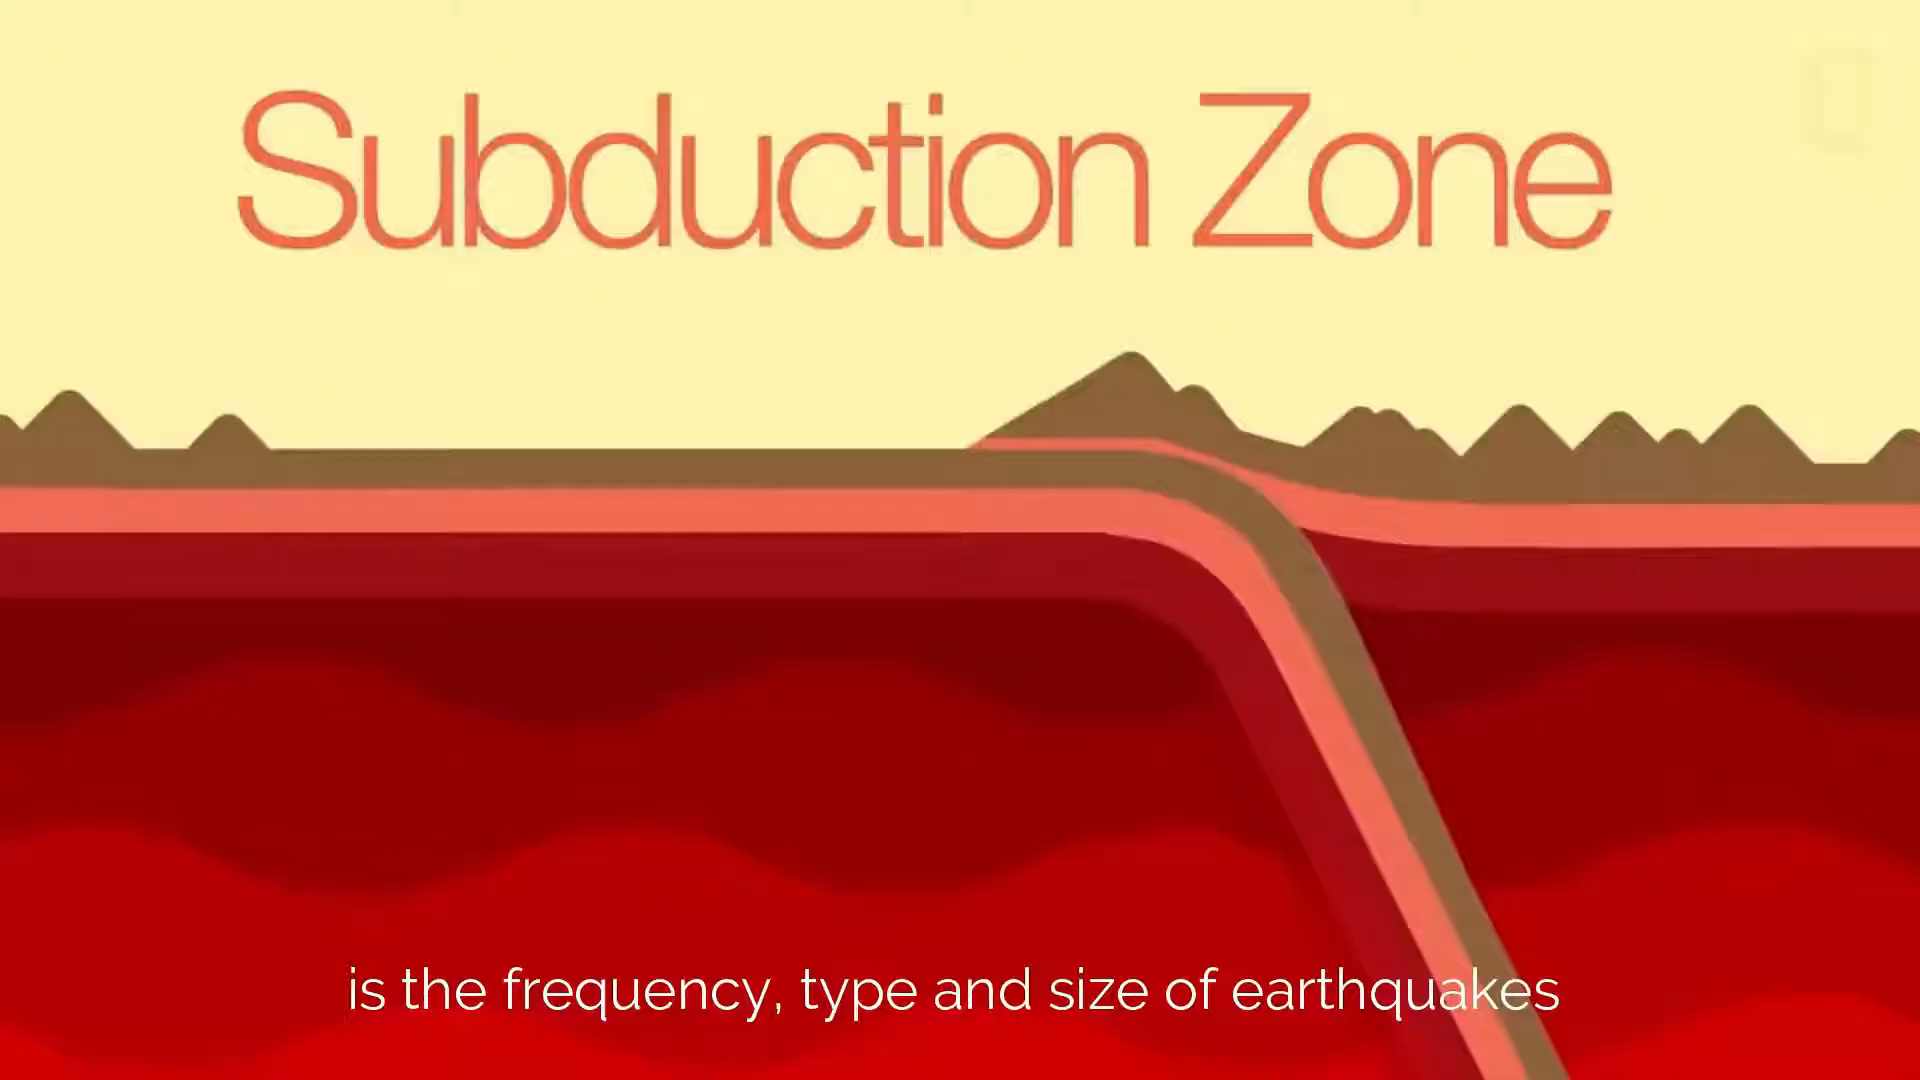 Subduction Zone
is the frequency, type and size of earthquakes